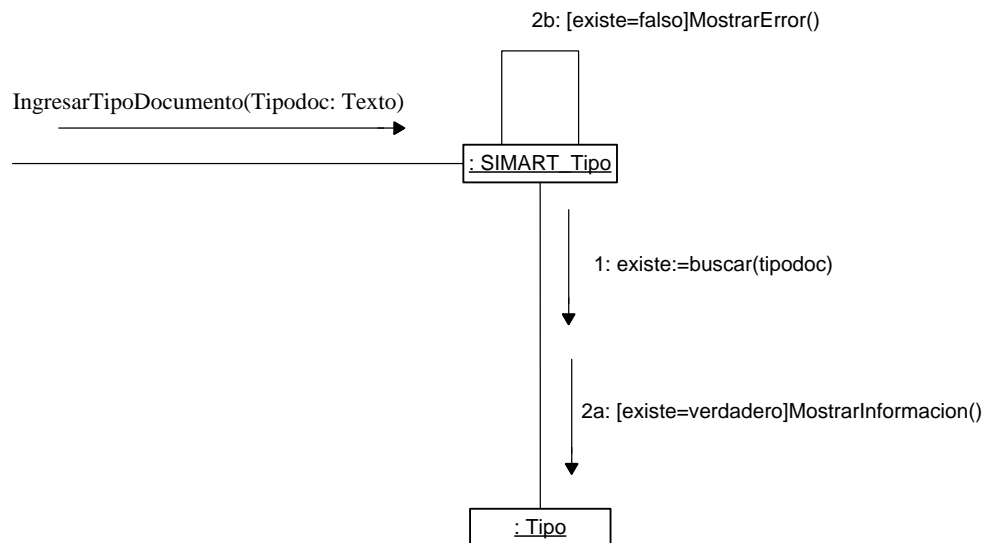 2b: [existe=falso]MostrarError()
IngresarTipoDocumento(Tipodoc: Texto)
: SIMART_Tipo
1: existe:=buscar(tipodoc)
2a: [existe=verdadero]MostrarInformacion()
: Tipo